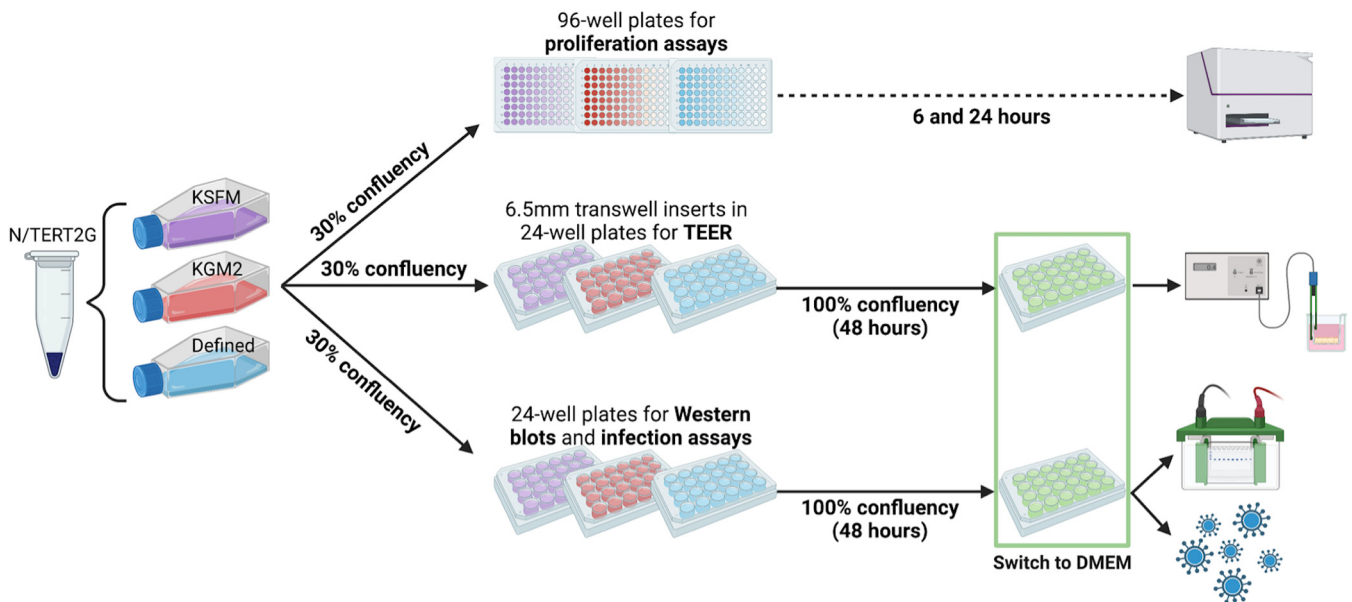 96-well plates for
proliferation assays
6 and 24 hours
30% confluency
N/TERT2G
KSFM
KGM2
Defined
6.5mm transwell inserts in
24-well plates for TEER
30% confluency
100% confluency
(48 hours)
30% confluency
24-well plates for Western
blots and infection assays
100% confluency
(48 hours)
Switch to DMEM